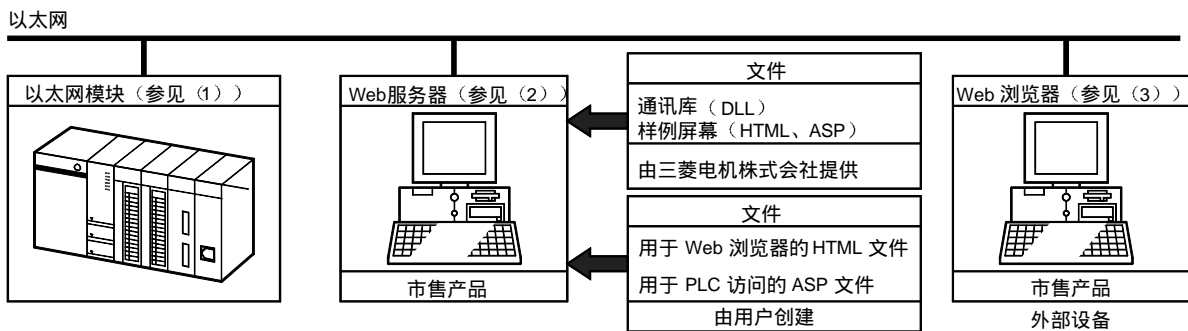 以太网
以太网模块（参见（1））
Web服务器（参见（2））
市售产品
文件
通讯库（DLL）
样例屏幕（HTML、ASP）
由三菱电机株式会社提供
文件
用于 Web 浏览器的 HTML 文件
用于 PLC 访问的 ASP 文件
由用户创建
Web 浏览器（参见（3））
市售产品
外部设备